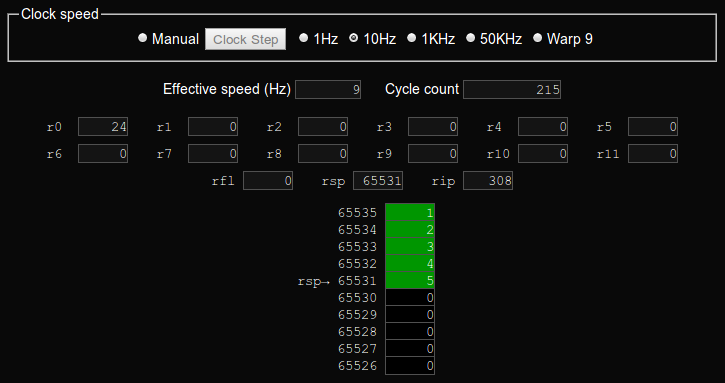 Clock speed
Manual Clock Step 1Hz 10Hz 1KHz 50KHz Warp 9
Effective speed (Hz) 9 Cycle count 215
r0 24 r1 0 r2 0 r3 0 r4 0 r5 0
r6 0 r7 0 r8 0 r9 0 r10 0 r11 0
rfl 0 rsp 65531 rip 308
65535 1
65534 2
65533 3
65532 4
rsp→ 65531 5
65530 0
65529 0
65528 0
65527 0
65526 0